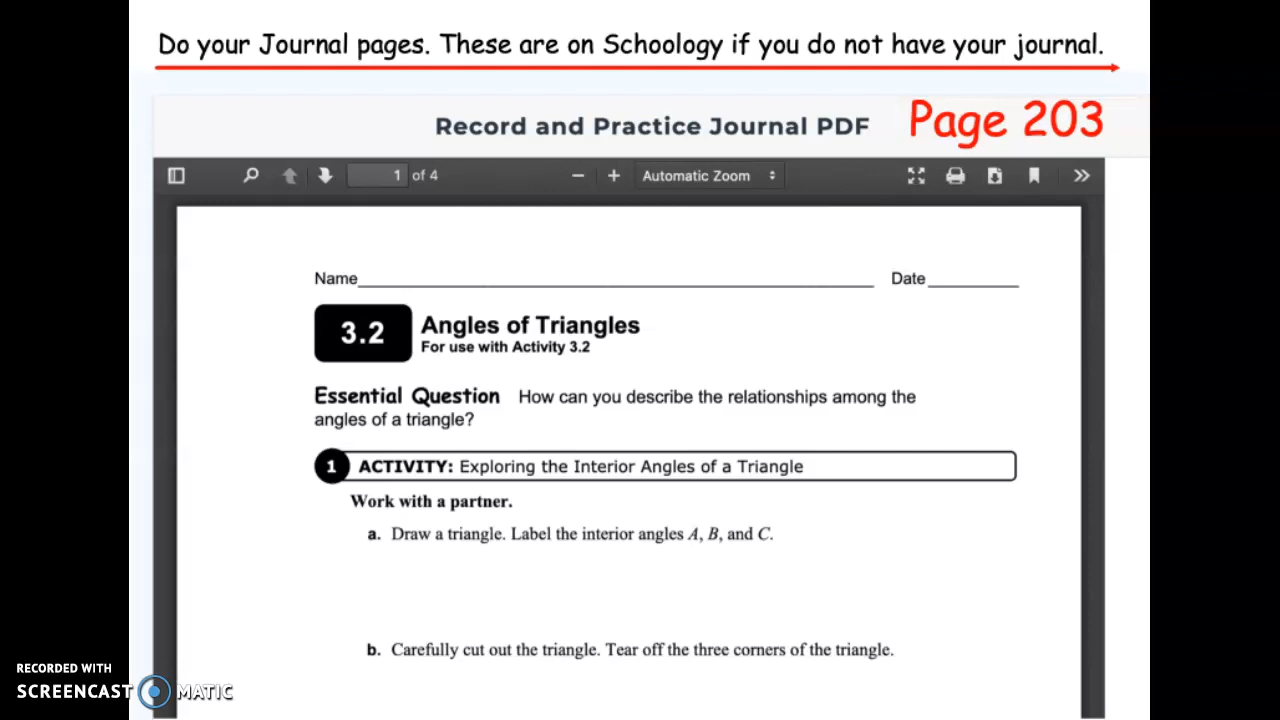 Do your Journal pages. These are on Schoology if you do not have your journal.
Record and Practice Journal PDF
Page 203
1 of 4
Automatic Zoom
Name Date
3.2 Angles of Triangles
For use with Activity 3.2
Essential Question How can you describe the relationships among the
angles of a triangle?
1 ACTIVITY: Exploring the Interior Angles of a Triangle
Work with a partner.
a. Draw a triangle. Label the interior angles A, B, and C.
b. Carefully cut out the triangle. Tear off the three corners of the triangle.
RECORDED WITH
SCREENCAST MATIC